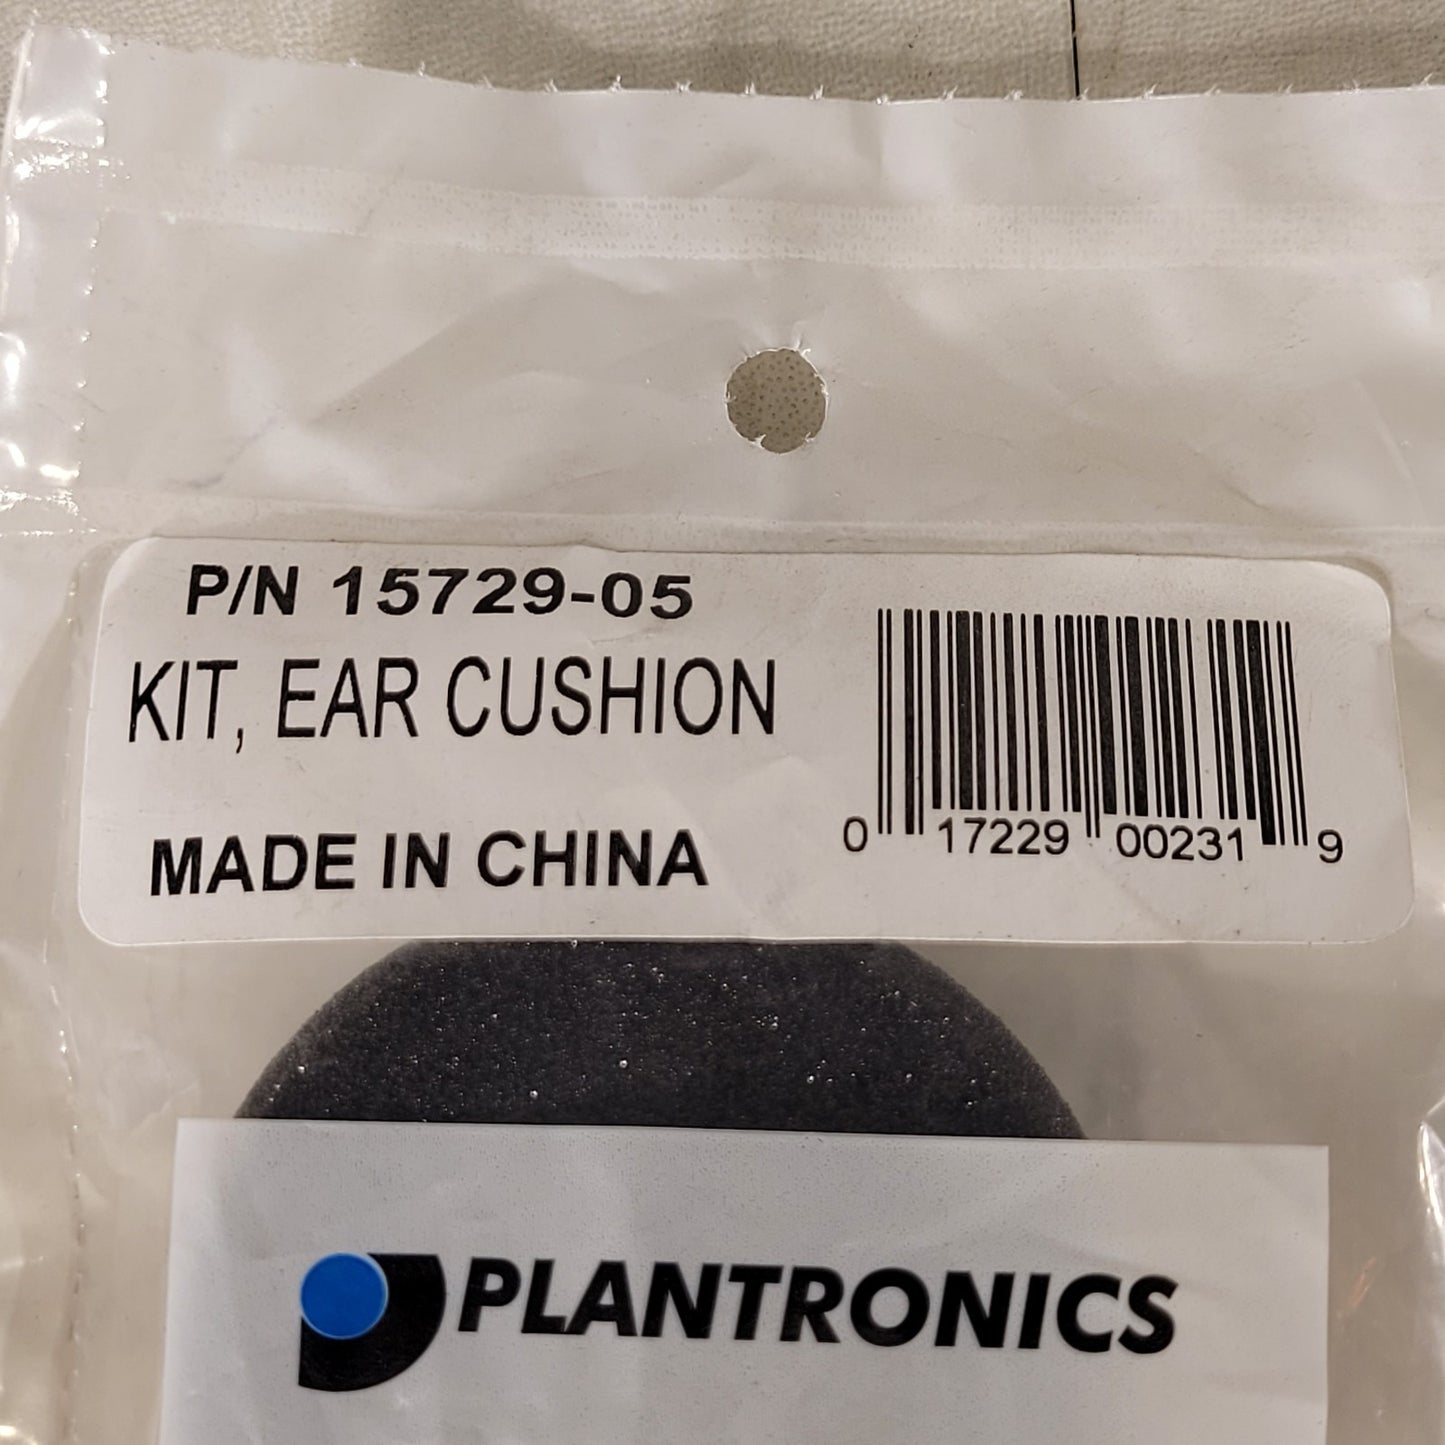 P/N 15729-05
KIT, EAR CUSHION
MADE IN CHINA
0 17229 00231 9
PLANTRONICS